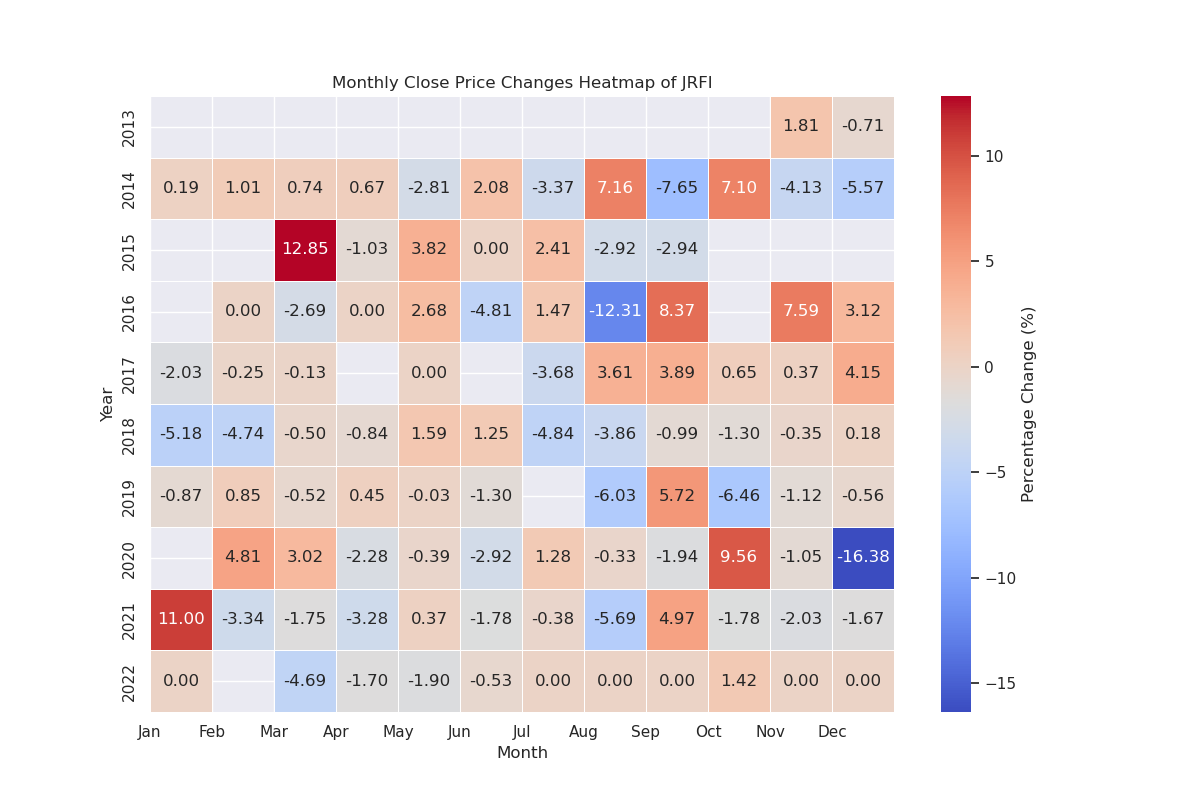 Monthly Close Price Changes Heatmap of JRFI
2013 1.81 -0.71
2014 0.19 1.01 0.74 0.67 -2.81 2.08 -3.37 7.16 -7.65 7.10 -4.13 -5.57
2015 12.85 -1.03 3.82 0.00 2.41 -2.92 -2.94
2016 0.00 -2.69 0.00 2.68 -4.81 1.47 -12.31 8.37 7.59 3.12
2017 -2.03 -0.25 -0.13 0.00 -3.68 3.61 3.89 0.65 0.37 4.15
2018 -5.18 -4.74 -0.50 -0.84 1.59 1.25 -4.84 -3.86 -0.99 -1.30 -0.35 0.18
2019 -0.87 0.85 -0.52 0.45 -0.03 -1.30 -6.03 5.72 -6.46 -1.12 -0.56
2020 4.81 3.02 -2.28 -0.39 -2.92 1.28 -0.33 -1.94 9.56 -1.05 -16.38
2021 11.00 -3.34 -1.75 -3.28 0.37 -1.78 -0.38 -5.69 4.97 -1.78 -2.03 -1.67
2022 0.00 -4.69 -1.70 -1.90 -0.53 0.00 0.00 0.00 1.42 0.00 0.00
Jan Feb Mar Apr May Jun Jul Aug Sep Oct Nov Dec
Month
Year
10
5
0
−5
−10
−15
Percentage Change (%)